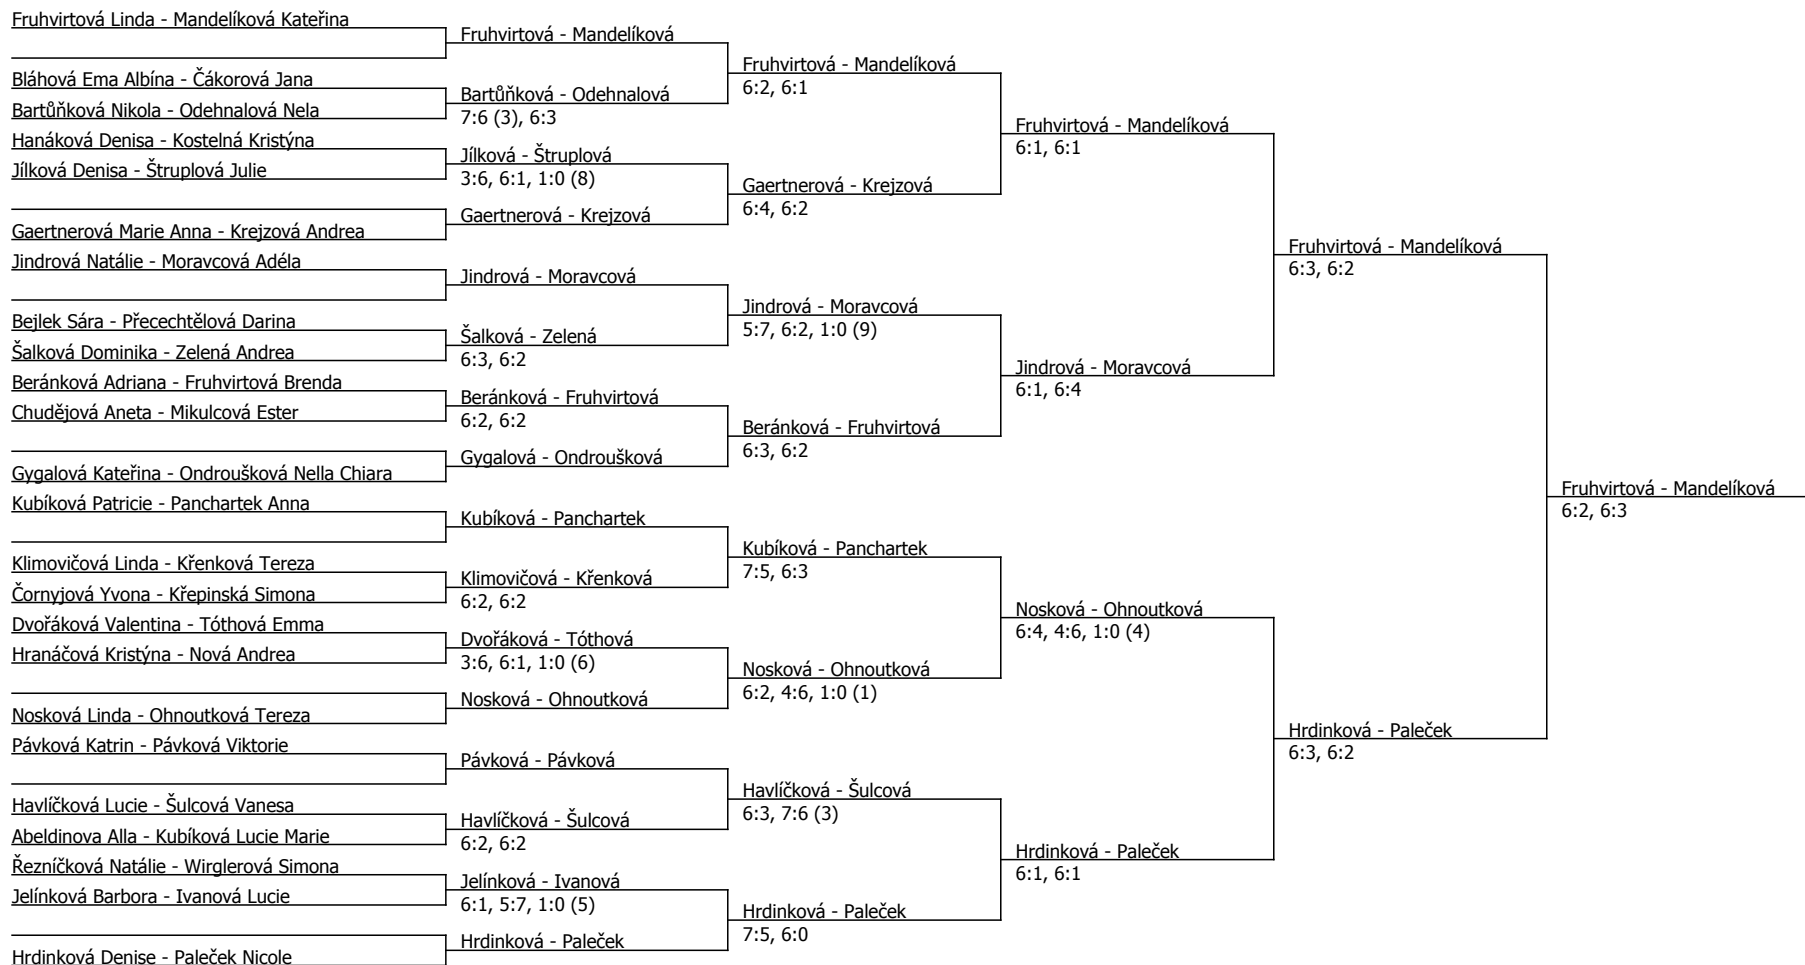 Fruhvirtová Linda - Mandelíková Kateřina
Bláhová Ema Albína - Čákorová Jana
Bartůňková Nikola - Odehnalová Nela
Hanáková Denisa - Kostelná Kristýna
Jílková Denisa - Štruplová Julie
Gaertnerová Marie Anna - Krejzová Andrea
Jindrová Natálie - Moravcová Adéla
Bejlek Sára - Přecechtělová Darina
Šalková Dominika - Zelená Andrea
Beránková Adriana - Fruhvirtová Brenda
Chudějová Aneta - Mikulcová Ester
Gygalová Kateřina - Ondroušková Nella Chiara
Kubíková Patricie - Panchartek Anna
Klimovičová Linda - Křenková Tereza
Čornyjová Yvona - Křepinská Simona
Dvořáková Valentina - Tóthová Emma
Hranáčová Kristýna - Nová Andrea
Nosková Linda - Ohnoutková Tereza
Pávková Katrin - Pávková Viktorie
Havlíčková Lucie - Šulcová Vanesa
Abeldinova Alla - Kubíková Lucie Marie
Řezníčková Natálie - Wirglerová Simona
Jelínková Barbora - Ivanová Lucie
Hrdinková Denise - Paleček Nicole
Fruhvirtová - Mandelíková
Bartůňková - Odehnalová
7:6 (3), 6:3
Jílková - Štruplová
3:6, 6:1, 1:0 (8)
Gaertnerová - Krejzová
Jindrová - Moravcová
Šalková - Zelená
6:3, 6:2
Beránková - Fruhvirtová
6:2, 6:2
Gygalová - Ondroušková
Kubíková - Panchartek
Klimovičová - Křenková
6:2, 6:2
Dvořáková - Tóthová
3:6, 6:1, 1:0 (6)
Nosková - Ohnoutková
Pávková - Pávková
Havlíčková - Šulcová
6:2, 6:2
Jelínková - Ivanová
6:1, 5:7, 1:0 (5)
Hrdinková - Paleček
Fruhvirtová - Mandelíková
6:2, 6:1
Gaertnerová - Krejzová
6:4, 6:2
Jindrová - Moravcová
5:7, 6:2, 1:0 (9)
Beránková - Fruhvirtová
6:3, 6:2
Kubíková - Panchartek
7:5, 6:3
Nosková - Ohnoutková
6:2, 4:6, 1:0 (1)
Havlíčková - Šulcová
6:3, 7:6 (3)
Hrdinková - Paleček
7:5, 6:0
Fruhvirtová - Mandelíková
6:1, 6:1
Jindrová - Moravcová
6:1, 6:4
Nosková - Ohnoutková
6:4, 4:6, 1:0 (4)
Hrdinková - Paleček
6:1, 6:1
Fruhvirtová - Mandelíková
6:3, 6:2
Hrdinková - Paleček
6:3, 6:2
Fruhvirtová - Mandelíková
6:2, 6:3